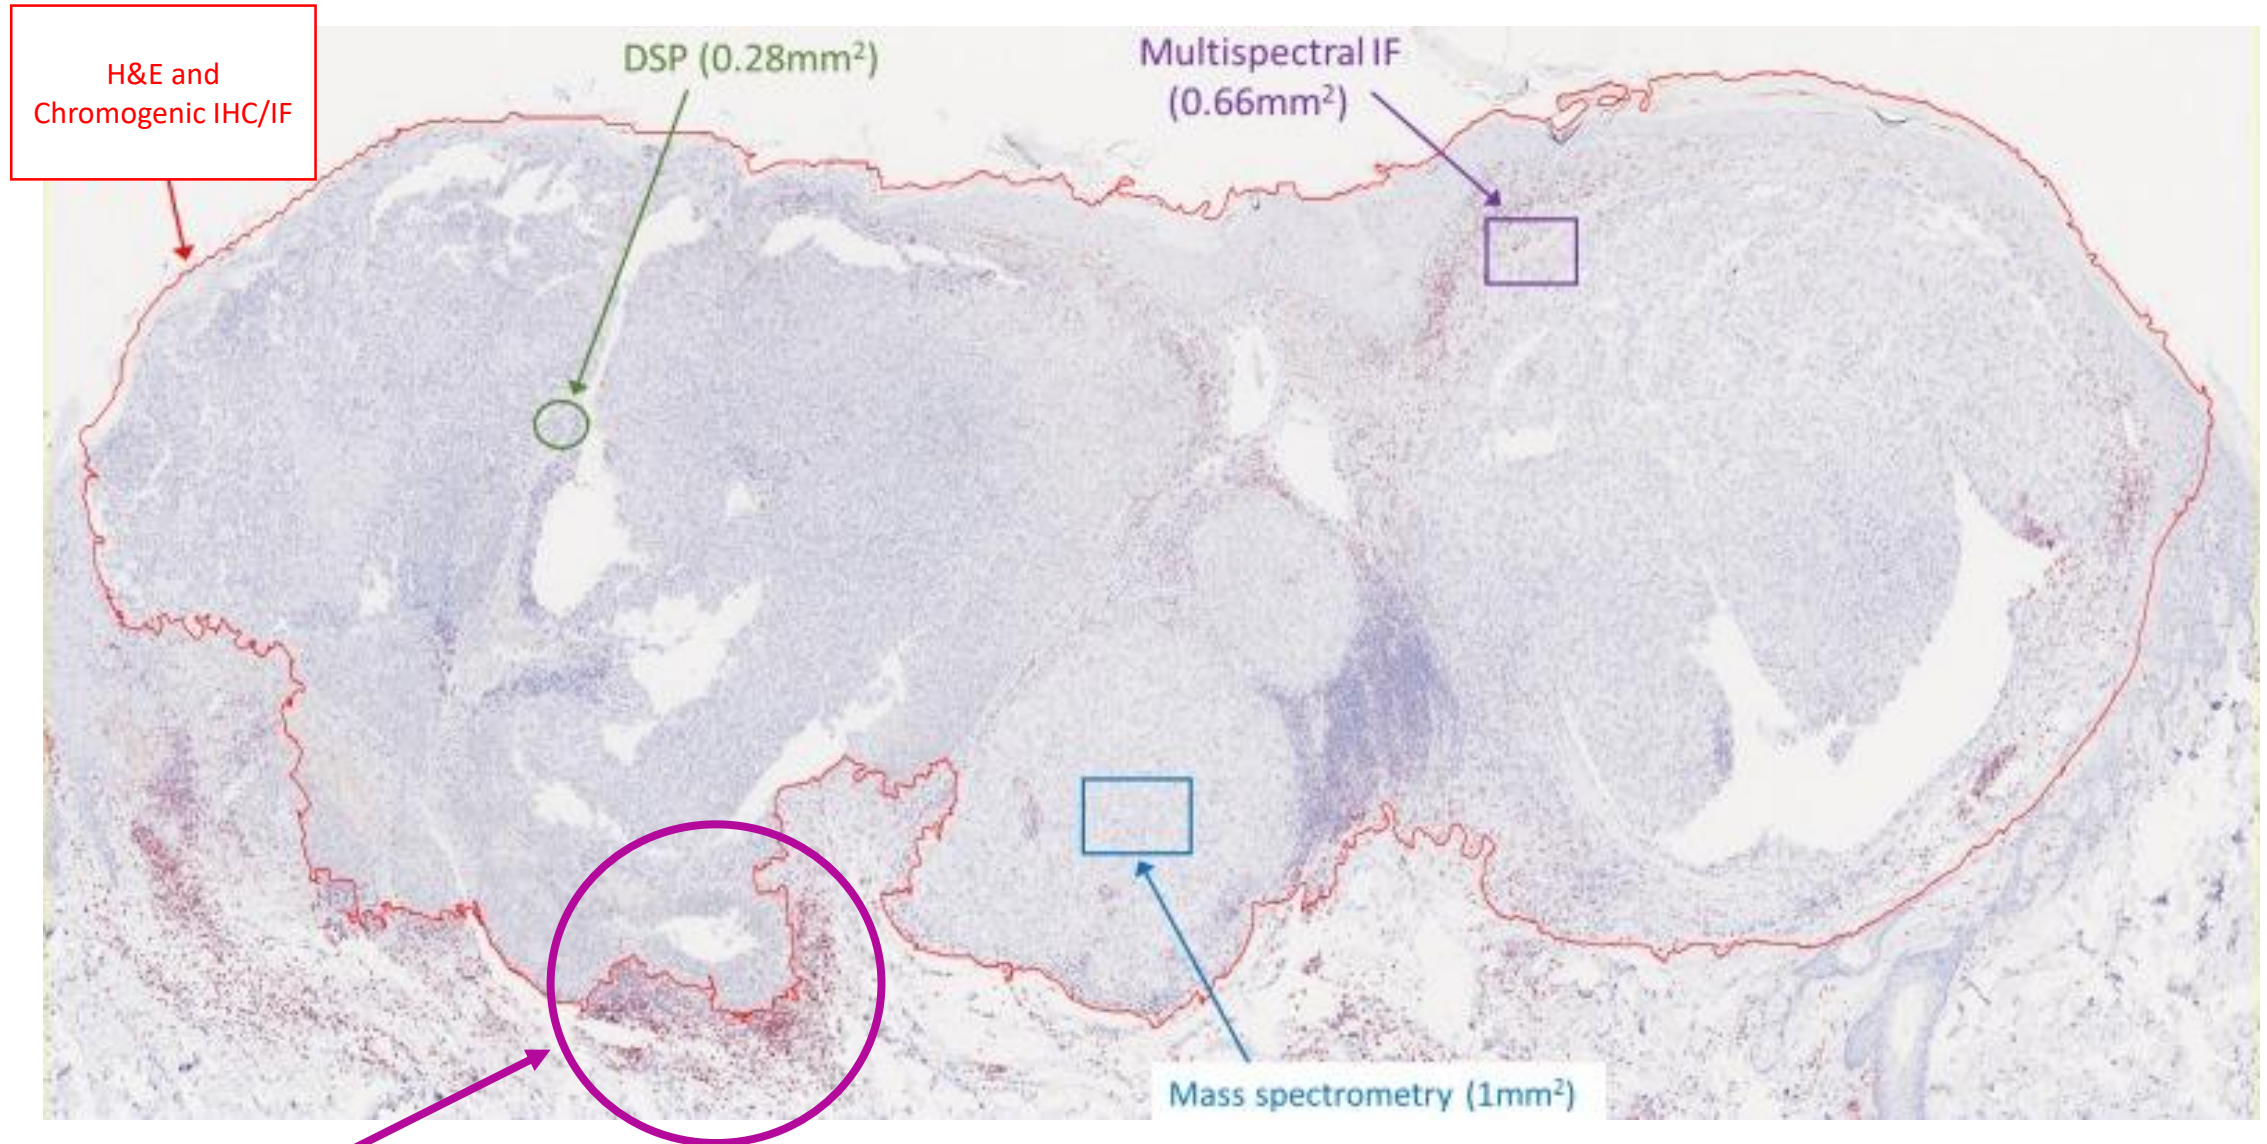 H&E and
Chromogenic IHC/IF
DSP (0.28mm²)
Multispectral IF
(0.66mm²)
Mass spectrometry (1mm²)